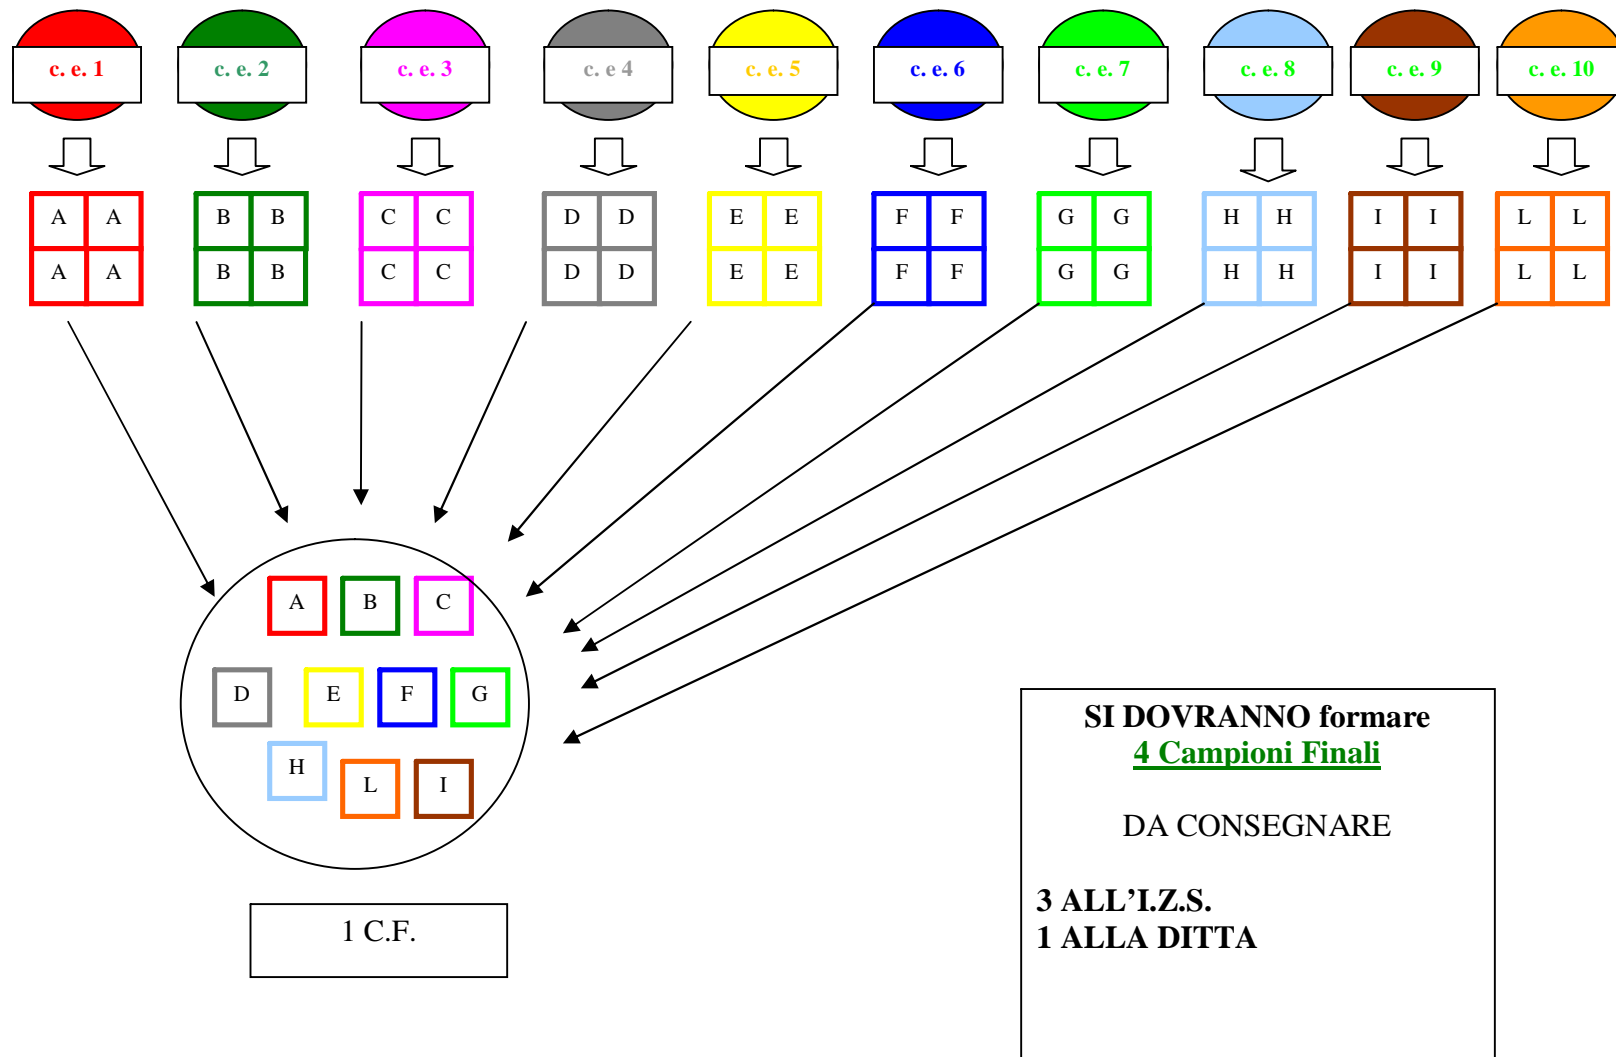 c. e. 1 c. e. 2 c. e. 3 c. e 4 c. e. 5 c. e. 6 c. e. 7 c. e. 8 c. e. 9 c. e. 10
A A B B C C D D E E F F G G H H I I L L
A A B B C C D D E E F F G G H H I I L L
A B C
D E F G
H L I
1 C.F.
SI DOVRANNO formare
4 Campioni Finali
DA CONSEGNARE
3 ALL'I.Z.S.
1 ALLA DITTA